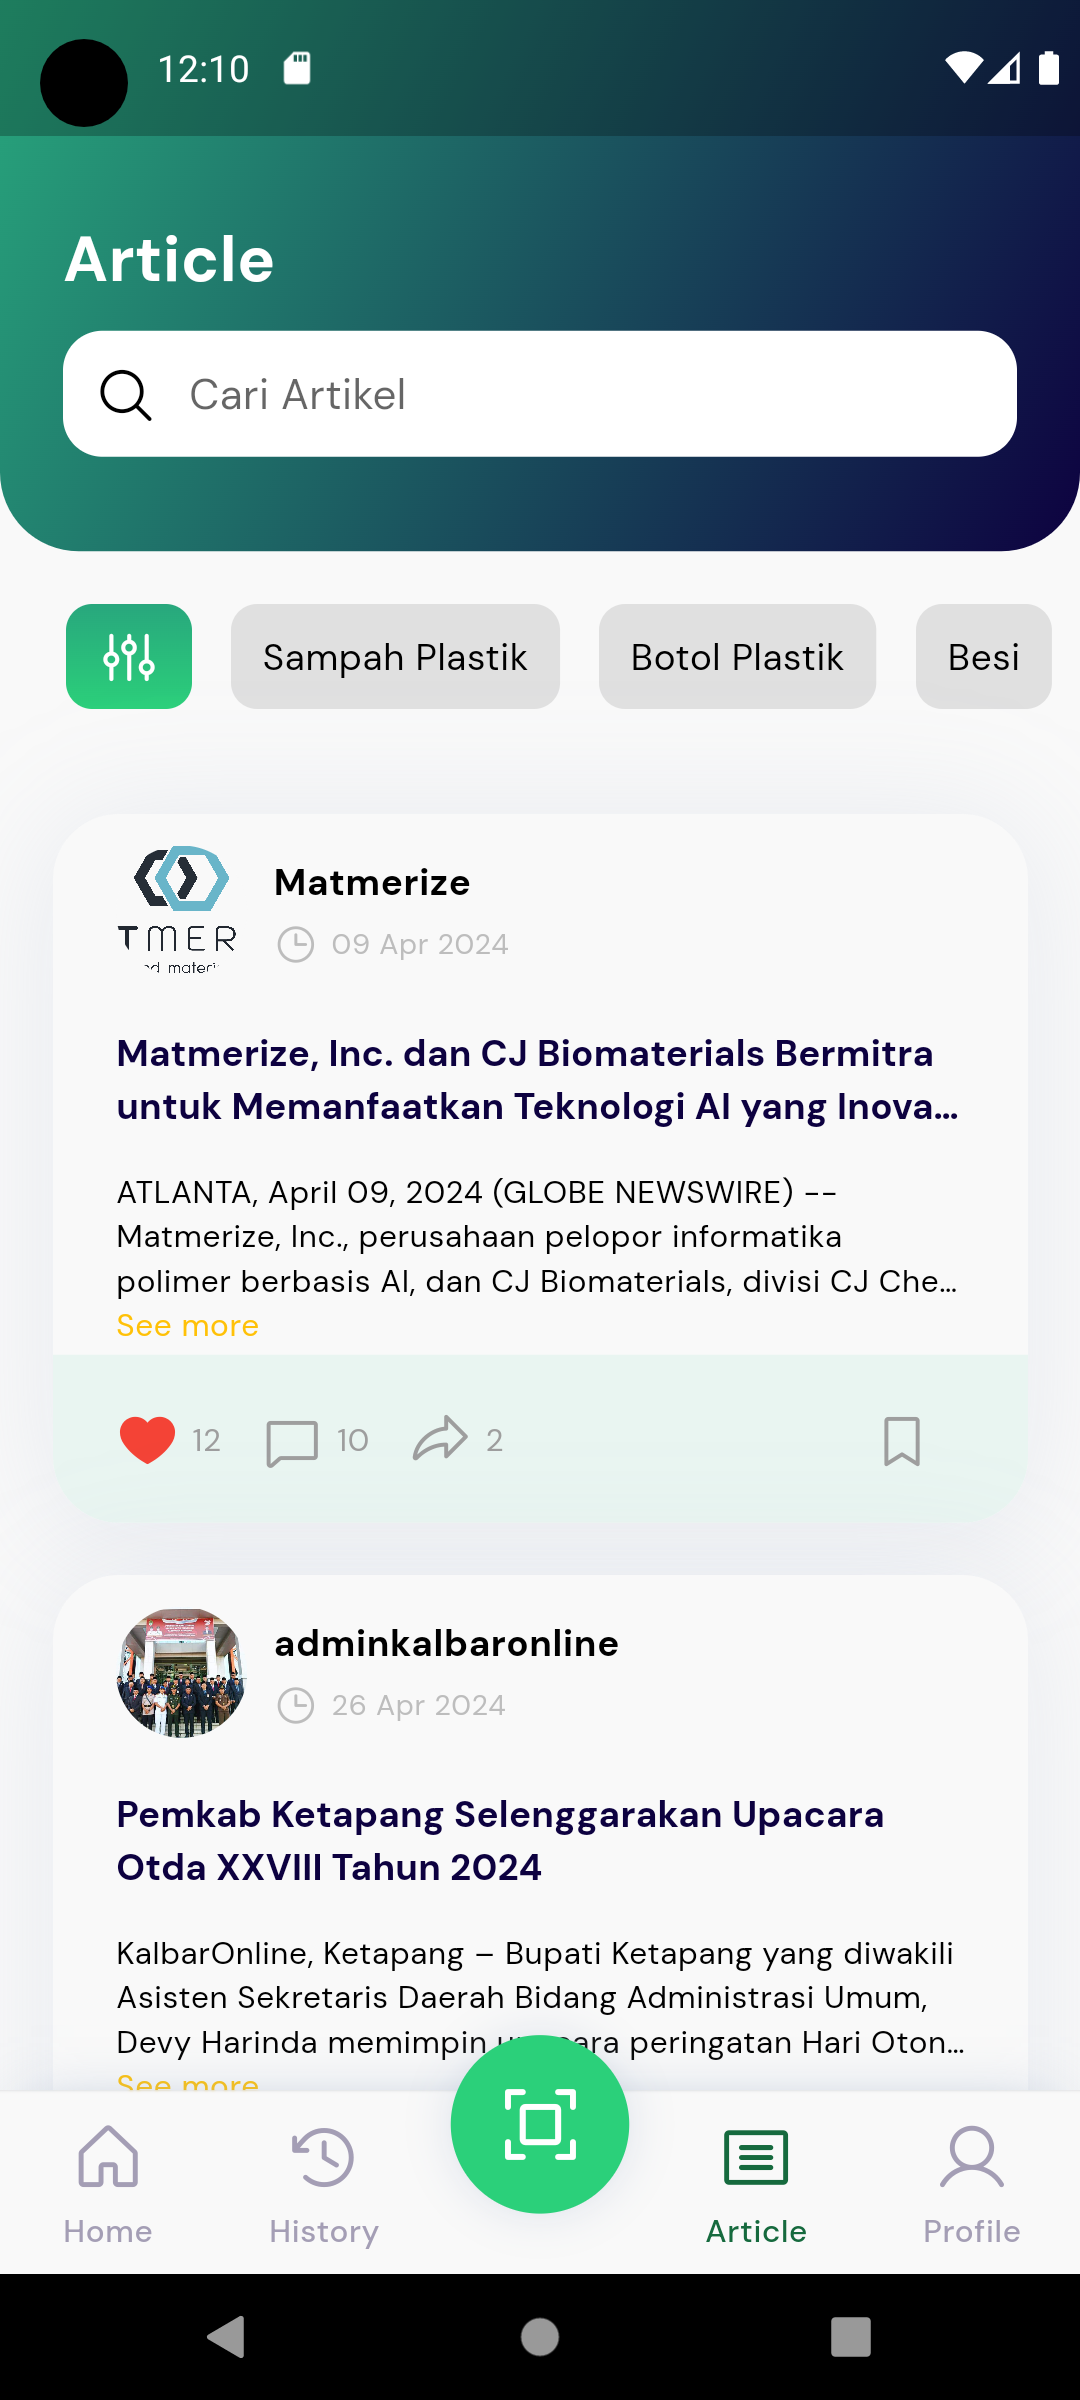 12:10
Article
Cari Artikel
Sampah Plastik
Botol Plastik
Besi
TMER
Matmerize
09 Apr 2024
Matmerize, Inc. dan CJ Biomaterials Bermitra
untuk Memanfaatkan Teknologi AI yang Inova...
ATLANTA, April 09, 2024 (GLOBE NEWSWIRE) --
Matmerize, Inc., perusahaan pelopor informatika
polimer berbasis AI, dan CJ Biomaterials, divisi CJ Che...
See more
12
10
2
adminkalbaronline
26 Apr 2024
Pemkab Ketapang Selenggarakan Upacara
Otda XXVIII Tahun 2024
KalbarOnline, Ketapang – Bupati Ketapang yang diwakili
Asisten Sekretaris Daerah Bidang Administrasi Umum,
Devy Harinda memimpin peringatan Hari Oton...
See more
Home
History
Article
Profile